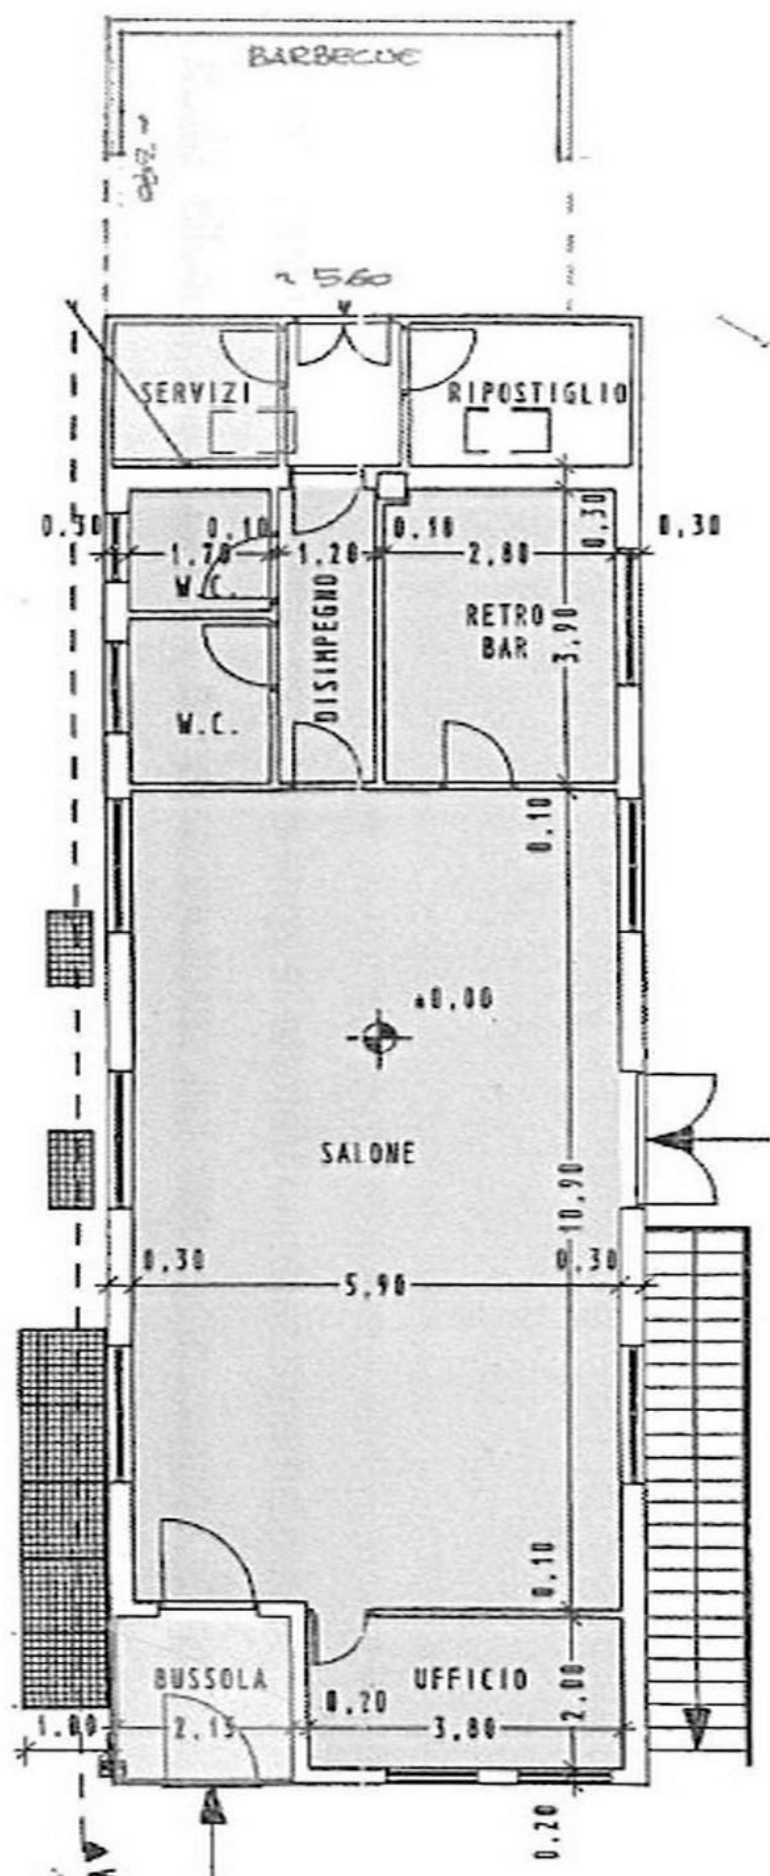 BARBECUE
~ 5.60
SERVIZI
RIPOSTIGLIO
0,30
0.10
0.10
0,30
0,30
1.70
1.20
2.80
W.C.
DISIMPEGNO
RETRO
BAR
3,90
W.C.
0.10
±0,00
SALONE
10,90
0,30
0,30
5,90
0.10
BUSSOLA
UFFICIO
0,20
2,00
1.00
2.15
3,80
0,20